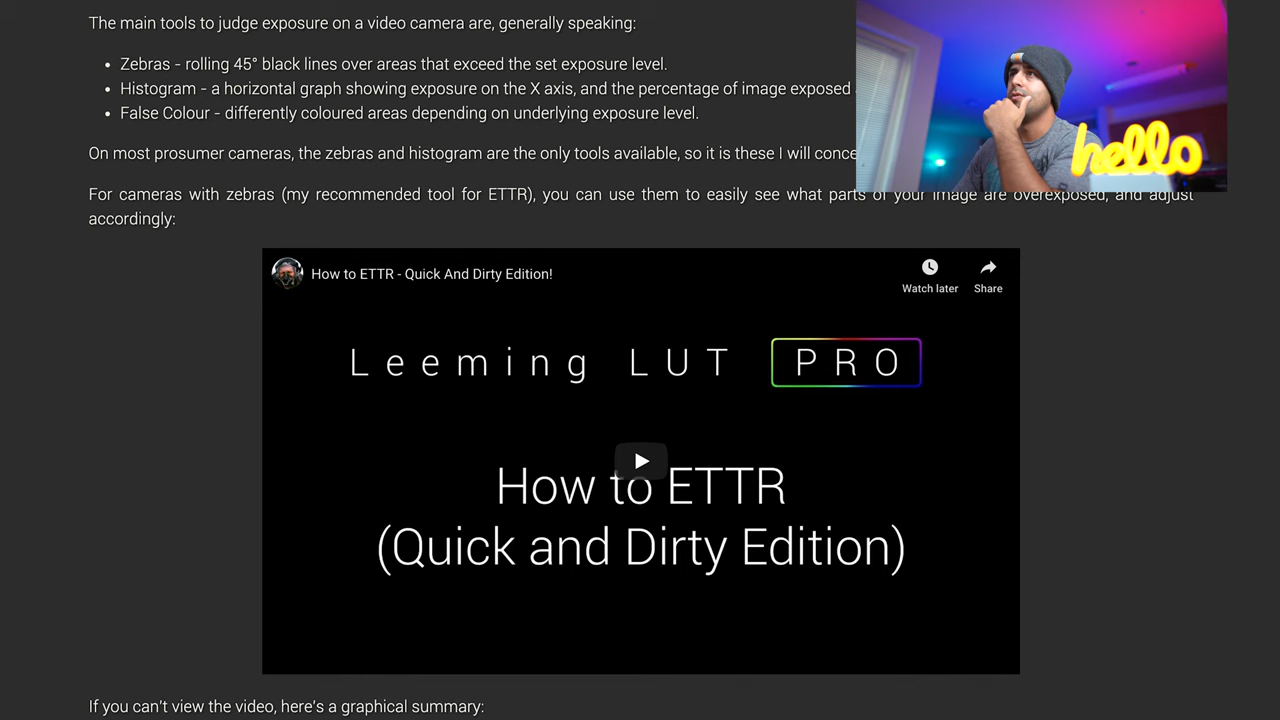 The main tools to judge exposure on a video camera are, generally speaking:
• Zebras - rolling 45° black lines over areas that exceed the set exposure level.
• Histogram - a horizontal graph showing exposure on the X axis, and the percentage of image exposed
• False Colour - differently coloured areas depending on underlying exposure level.
On most prosumer cameras, the zebras and histogram are the only tools available, so it is these I will conce
hello
For cameras with zebras (my recommended tool for ETTR), you can use them to easily see what parts of your image are overexposed, and adjust
accordingly:
How to ETTR - Quick And Dirty Edition!
Watch later
Share
Leeming LUT PRO
How to ETTR
(Quick and Dirty Edition)
If you can't view the video, here's a graphical summary: